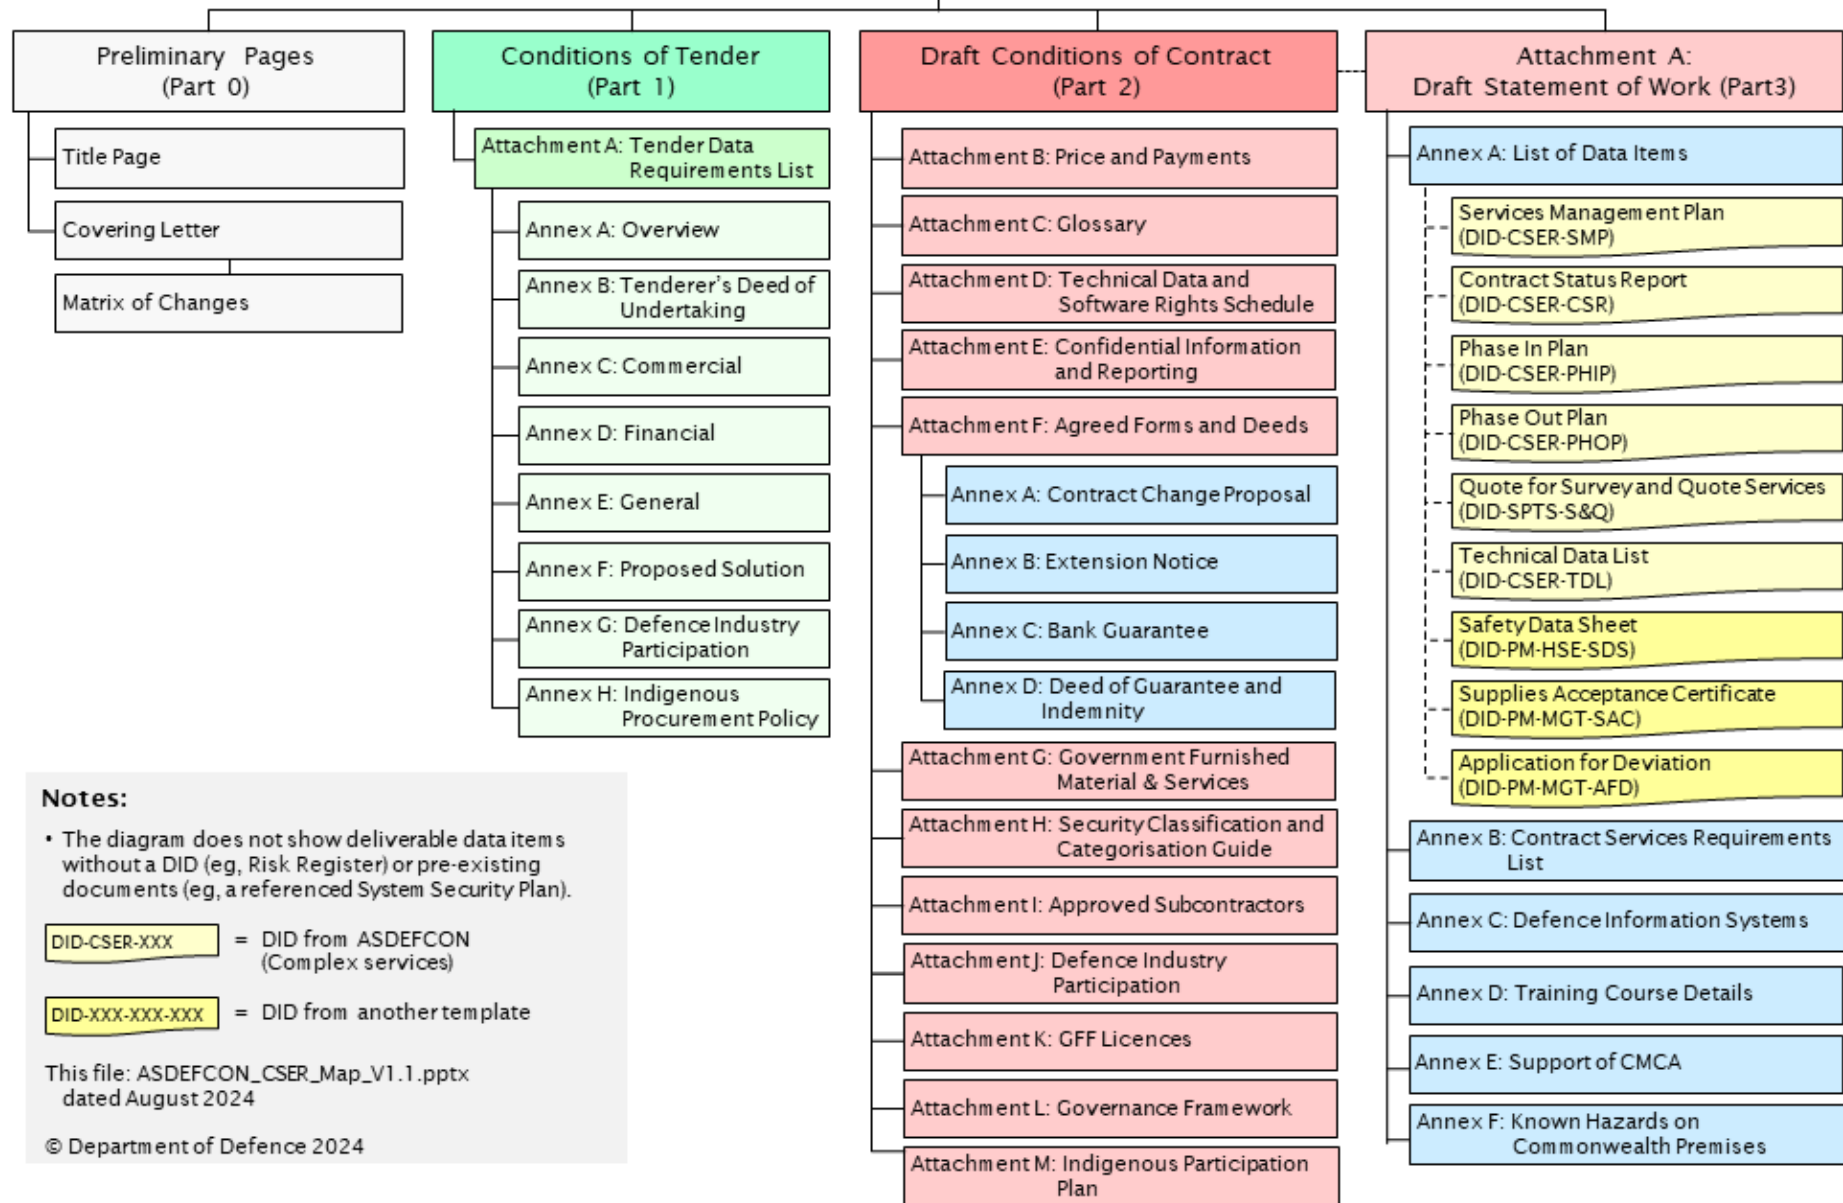 Preliminary Pages
(Part 0)
Title Page
Covering Letter
Matrix of Changes
Conditions of Tender
(Part 1)
Attachment A: Tender Data
Requirements List
Annex A: Overview
Annex B: Tenderer's Deed of
Undertaking
Annex C: Commercial
Annex D: Financial
Annex E: General
Annex F: Proposed Solution
Annex G: Defence Industry
Participation
Annex H: Indigenous
Procurement Policy
Draft Conditions of Contract
(Part 2)
Attachment B: Price and Payments
Attachment C: Glossary
Attachment D: Technical Data and
Software Rights Schedule
Attachment E: Confidential Information
and Reporting
Attachment F: Agreed Forms and Deeds
Annex A: Contract Change Proposal
Annex B: Extension Notice
Annex C: Bank Guarantee
Annex D: Deed of Guarantee and
Indemnity
Attachment G: Government Furnished
Material & Services
Attachment H: Security Classification and
Categorisation Guide
Attachment I: Approved Subcontractors
Attachment J: Defence Industry
Participation
Attachment K: GFF Licences
Attachment L: Governance Framework
Attachment M: Indigenous Participation
Plan
Attachment A:
Draft Statement of Work (Part3)
Annex A: List of Data Items
Services Management Plan
(DID-CSER-SMP)
Contract Status Report
(DID-CSER-CSR)
Phase In Plan
(DID-CSER-PHIP)
Phase Out Plan
(DID-CSER-PHOP)
Quote for Survey and Quote Services
(DID-SPTS-S&Q)
Technical Data List
(DID-CSER-TDL)
Safety Data Sheet
(DID-PM-HSE-SDS)
Supplies Acceptance Certificate
(DID-PM-MGT-SAC)
Application for Deviation
(DID-PM-MGT-AFD)
Annex B: Contract Services Requirements
List
Annex C: Defence Information Systems
Annex D: Training Course Details
Annex E: Support of CMCA
Annex F: Known Hazards on
Commonwealth Premises
Notes:
• The diagram does not show deliverable data items
without a DID (eg, Risk Register) or pre-existing
documents (eg, a referenced System Security Plan).
DID-CSER-XXX = DID from ASDEFCON
(Complex services)
DID-XXX-XXX-XXX = DID from another template
This file: ASDEFCON_CSER_Map_V1.1.pptx
dated August 2024
© Department of Defence 2024